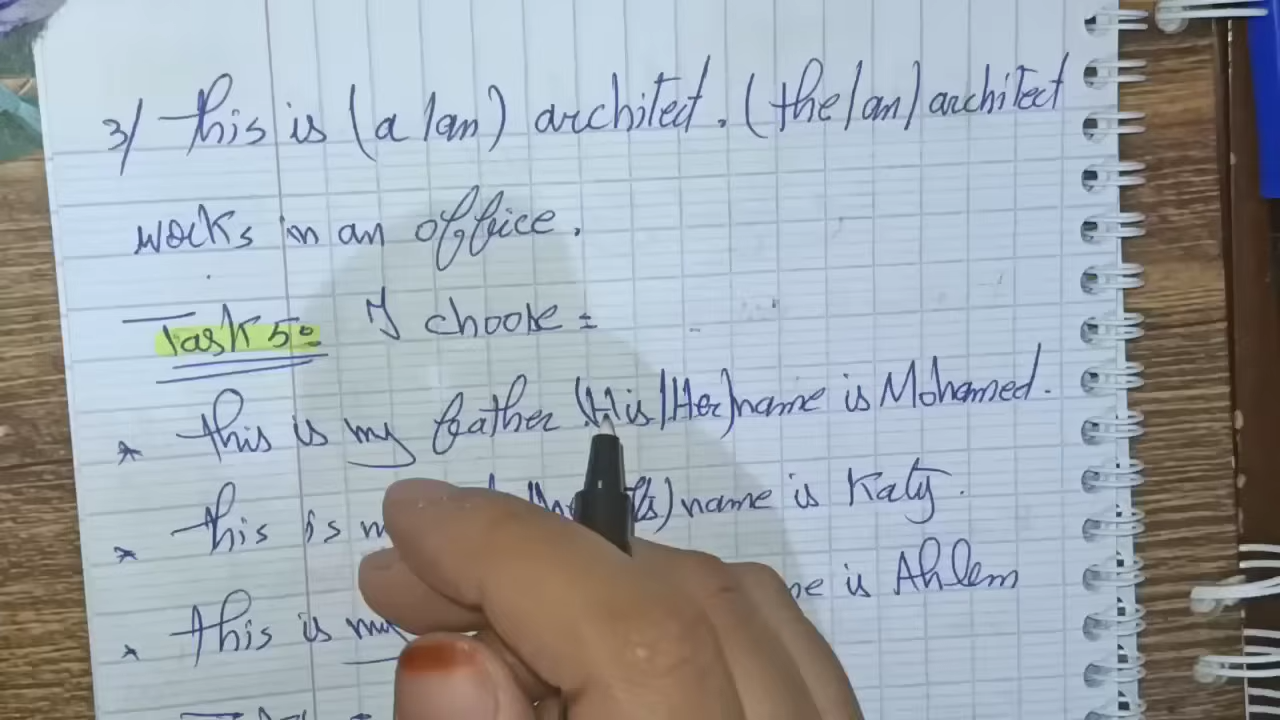 3/ This is (a/an) architect. (the/an) architect
works in an office.
Task 5: I choose:
* This is my father (His/Her) name is Mohamed.
* This is name is Katy.
* This is my is Ahlem